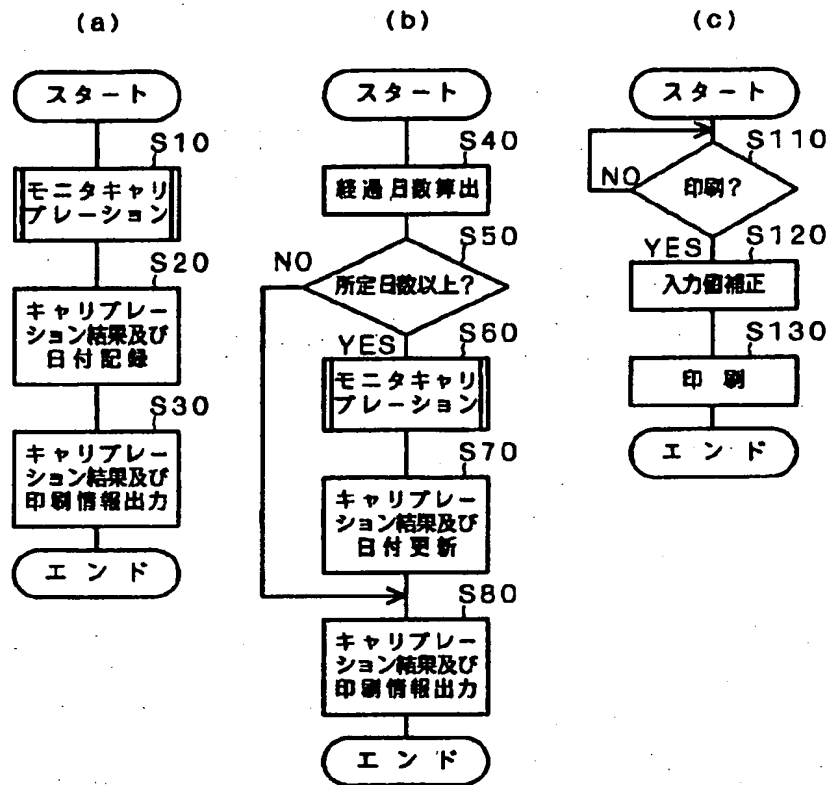 (a)
スタート
S10
モニタキャリ
ブレーション
S20
キャリブレー
ション結果及び
日付記録
S30
キャリブレー
ション結果及び
印刷情報出力
エンド
(b)
スタート
S40
経過日数算出
S50
NO
所定日数以上?
YES
S60
モニタキャリ
ブレーション
S70
キャリブレー
ション結果及び
日付更新
S80
キャリブレー
ション結果及び
印刷情報出力
エンド
(c)
スタート
S110
NO
印刷?
YES
S120
入力値補正
S130
印刷
エンド